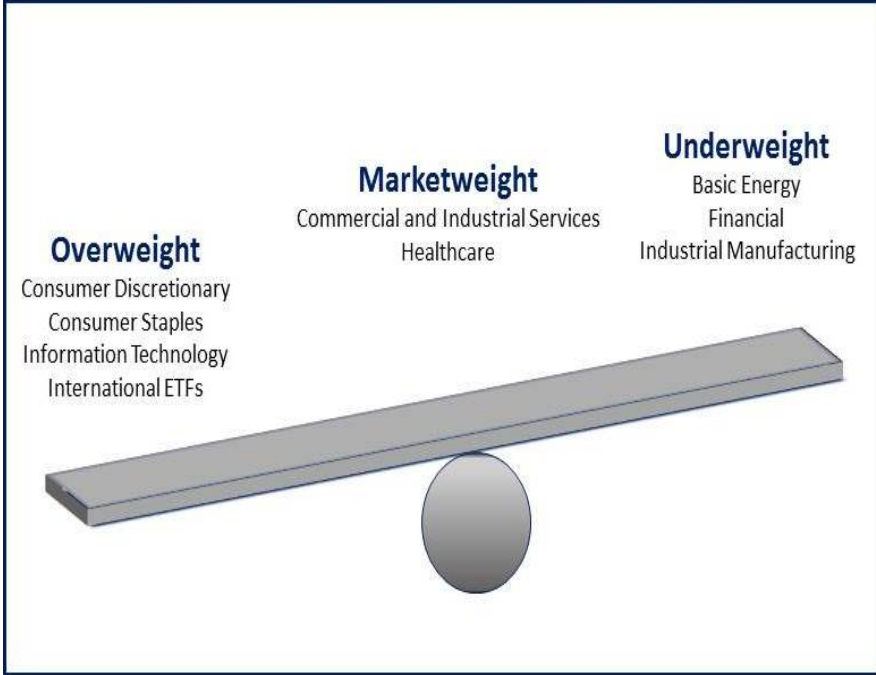 Overweight
Consumer Discretionary
Consumer Staples
Information Technology
International ETFs
Marketweight
Commercial and Industrial Services
Healthcare
Underweight
Basic Energy
Financial
Industrial Manufacturing